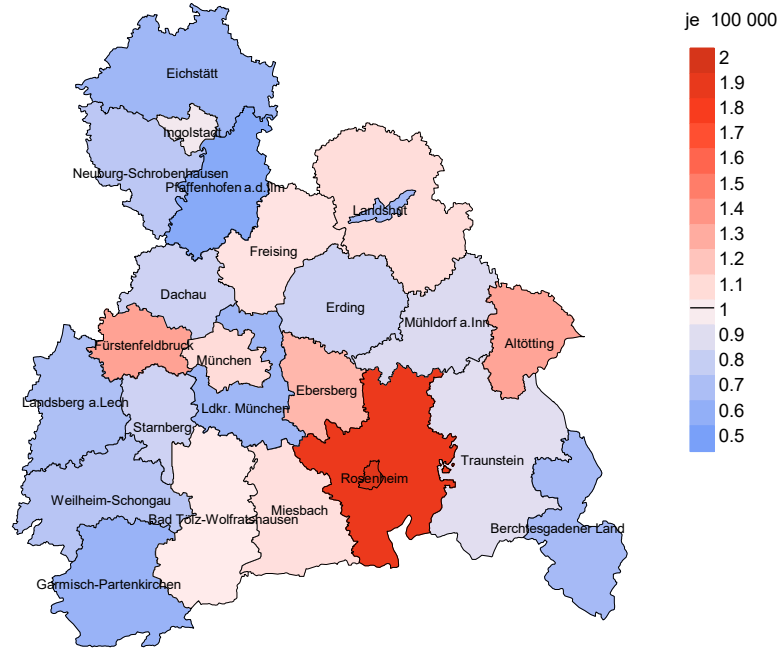 je 100 000
2
1.9
1.8
1.7
1.6
1.5
1.4
1.3
1.2
1.1
1
0.9
0.8
0.7
0.6
0.5
Eichstätt
Ingolstadt
Neuburg-Schrobenhausen
Pfaffenhofen a.d.Ilm
Landshut
Freising
Dachau
Erding
Mühldorf a.Inn
Altötting
Fürstenfeldbruck
München
Ebersberg
Landsberg a.Lech
Ldkr. München
Starnberg
Traunstein
Rosenheim
Weilheim-Schongau
Miesbach
Bad Tölz-Wolfratshausen
Berchtesgadener Land
Garmisch-Partenkirchen